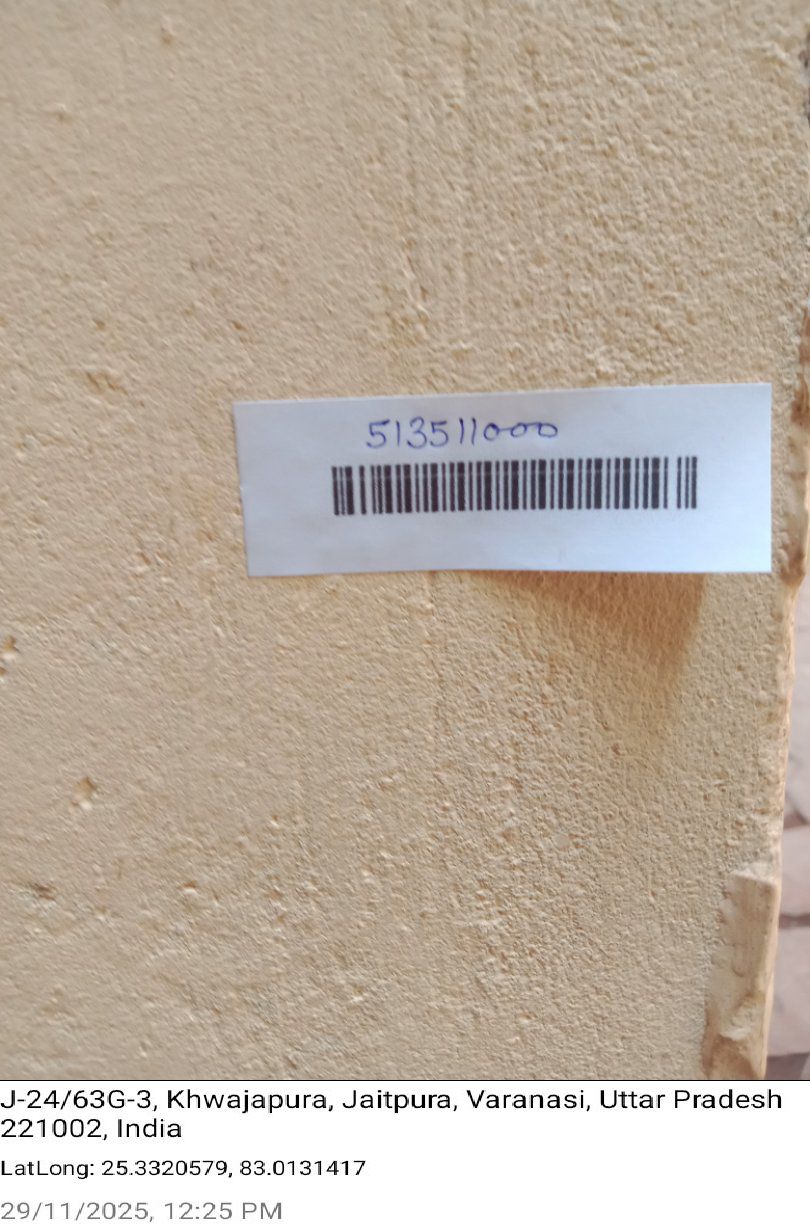 513511000
J-24/63G-3, Khwajapura, Jaitpura, Varanasi, Uttar Pradesh
221002, India
LatLong: 25.3320579, 83.0131417
29/11/2025, 12:25 PM